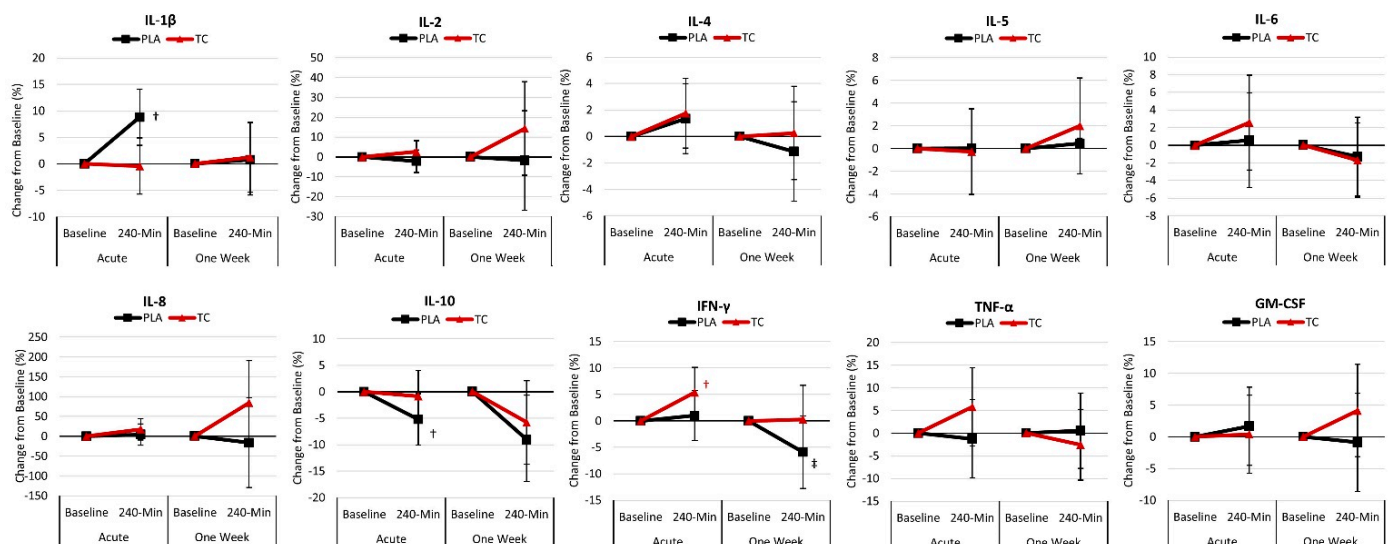 IL-1β
PLA TC
Change from Baseline (%)
20
15
10
5
0
-5
-10
†
Baseline 240-Min Baseline 240-Min
Acute One Week
IL-2
PLA TC
Change from Baseline (%)
50
40
30
20
10
0
-10
-20
-30
Baseline 240-Min Baseline 240-Min
Acute One Week
IL-4
PLA TC
Change from Baseline (%)
6
4
2
0
-2
-4
-6
Baseline 240-Min Baseline 240-Min
Acute One Week
IL-5
PLA TC
Change from Baseline (%)
8
6
4
2
0
-2
-4
-6
Baseline 240-Min Baseline 240-Min
Acute One Week
IL-6
PLA TC
Change from Baseline (%)
10
8
6
4
2
0
-2
-4
-6
-8
Baseline 240-Min Baseline 240-Min
Acute One Week
IL-8
PLA TC
Change from Baseline (%)
250
200
150
100
50
0
-50
-100
-150
Baseline 240-Min Baseline 240-Min
Acute One Week
IL-10
PLA TC
Change from Baseline (%)
10
5
0
-5
-10
-15
-20
†
Baseline 240-Min Baseline 240-Min
Acute One Week
IFN-γ
PLA TC
Change from Baseline (%)
15
10
5
0
-5
-10
-15
†
‡
Baseline 240-Min Baseline 240-Min
Acute One Week
TNF-α
PLA TC
Change from Baseline (%)
20
15
10
5
0
-5
-10
-15
Baseline 240-Min Baseline 240-Min
Acute One Week
GM-CSF
PLA TC
Change from Baseline (%)
15
10
5
0
-5
-10
Baseline 240-Min Baseline 240-Min
Acute One Week